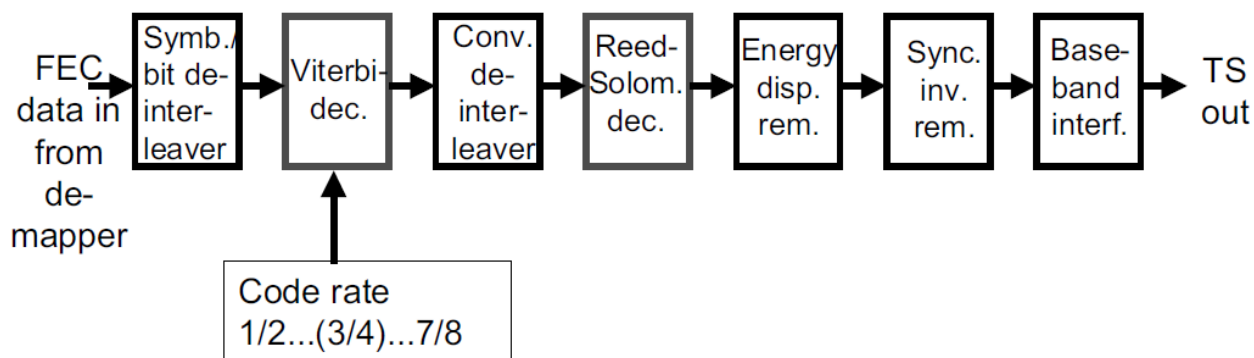 FEC
data in
from
de-
mapper
Symb./
bit de-
inter-
leaver
Viterbi-
dec.
Conv.
de-
inter-
leaver
Reed-
Solom.
dec.
Energy
disp.
rem.
Sync.
inv.
rem.
Base-
band
interf.
TS
out
Code rate
1/2...(3/4)...7/8